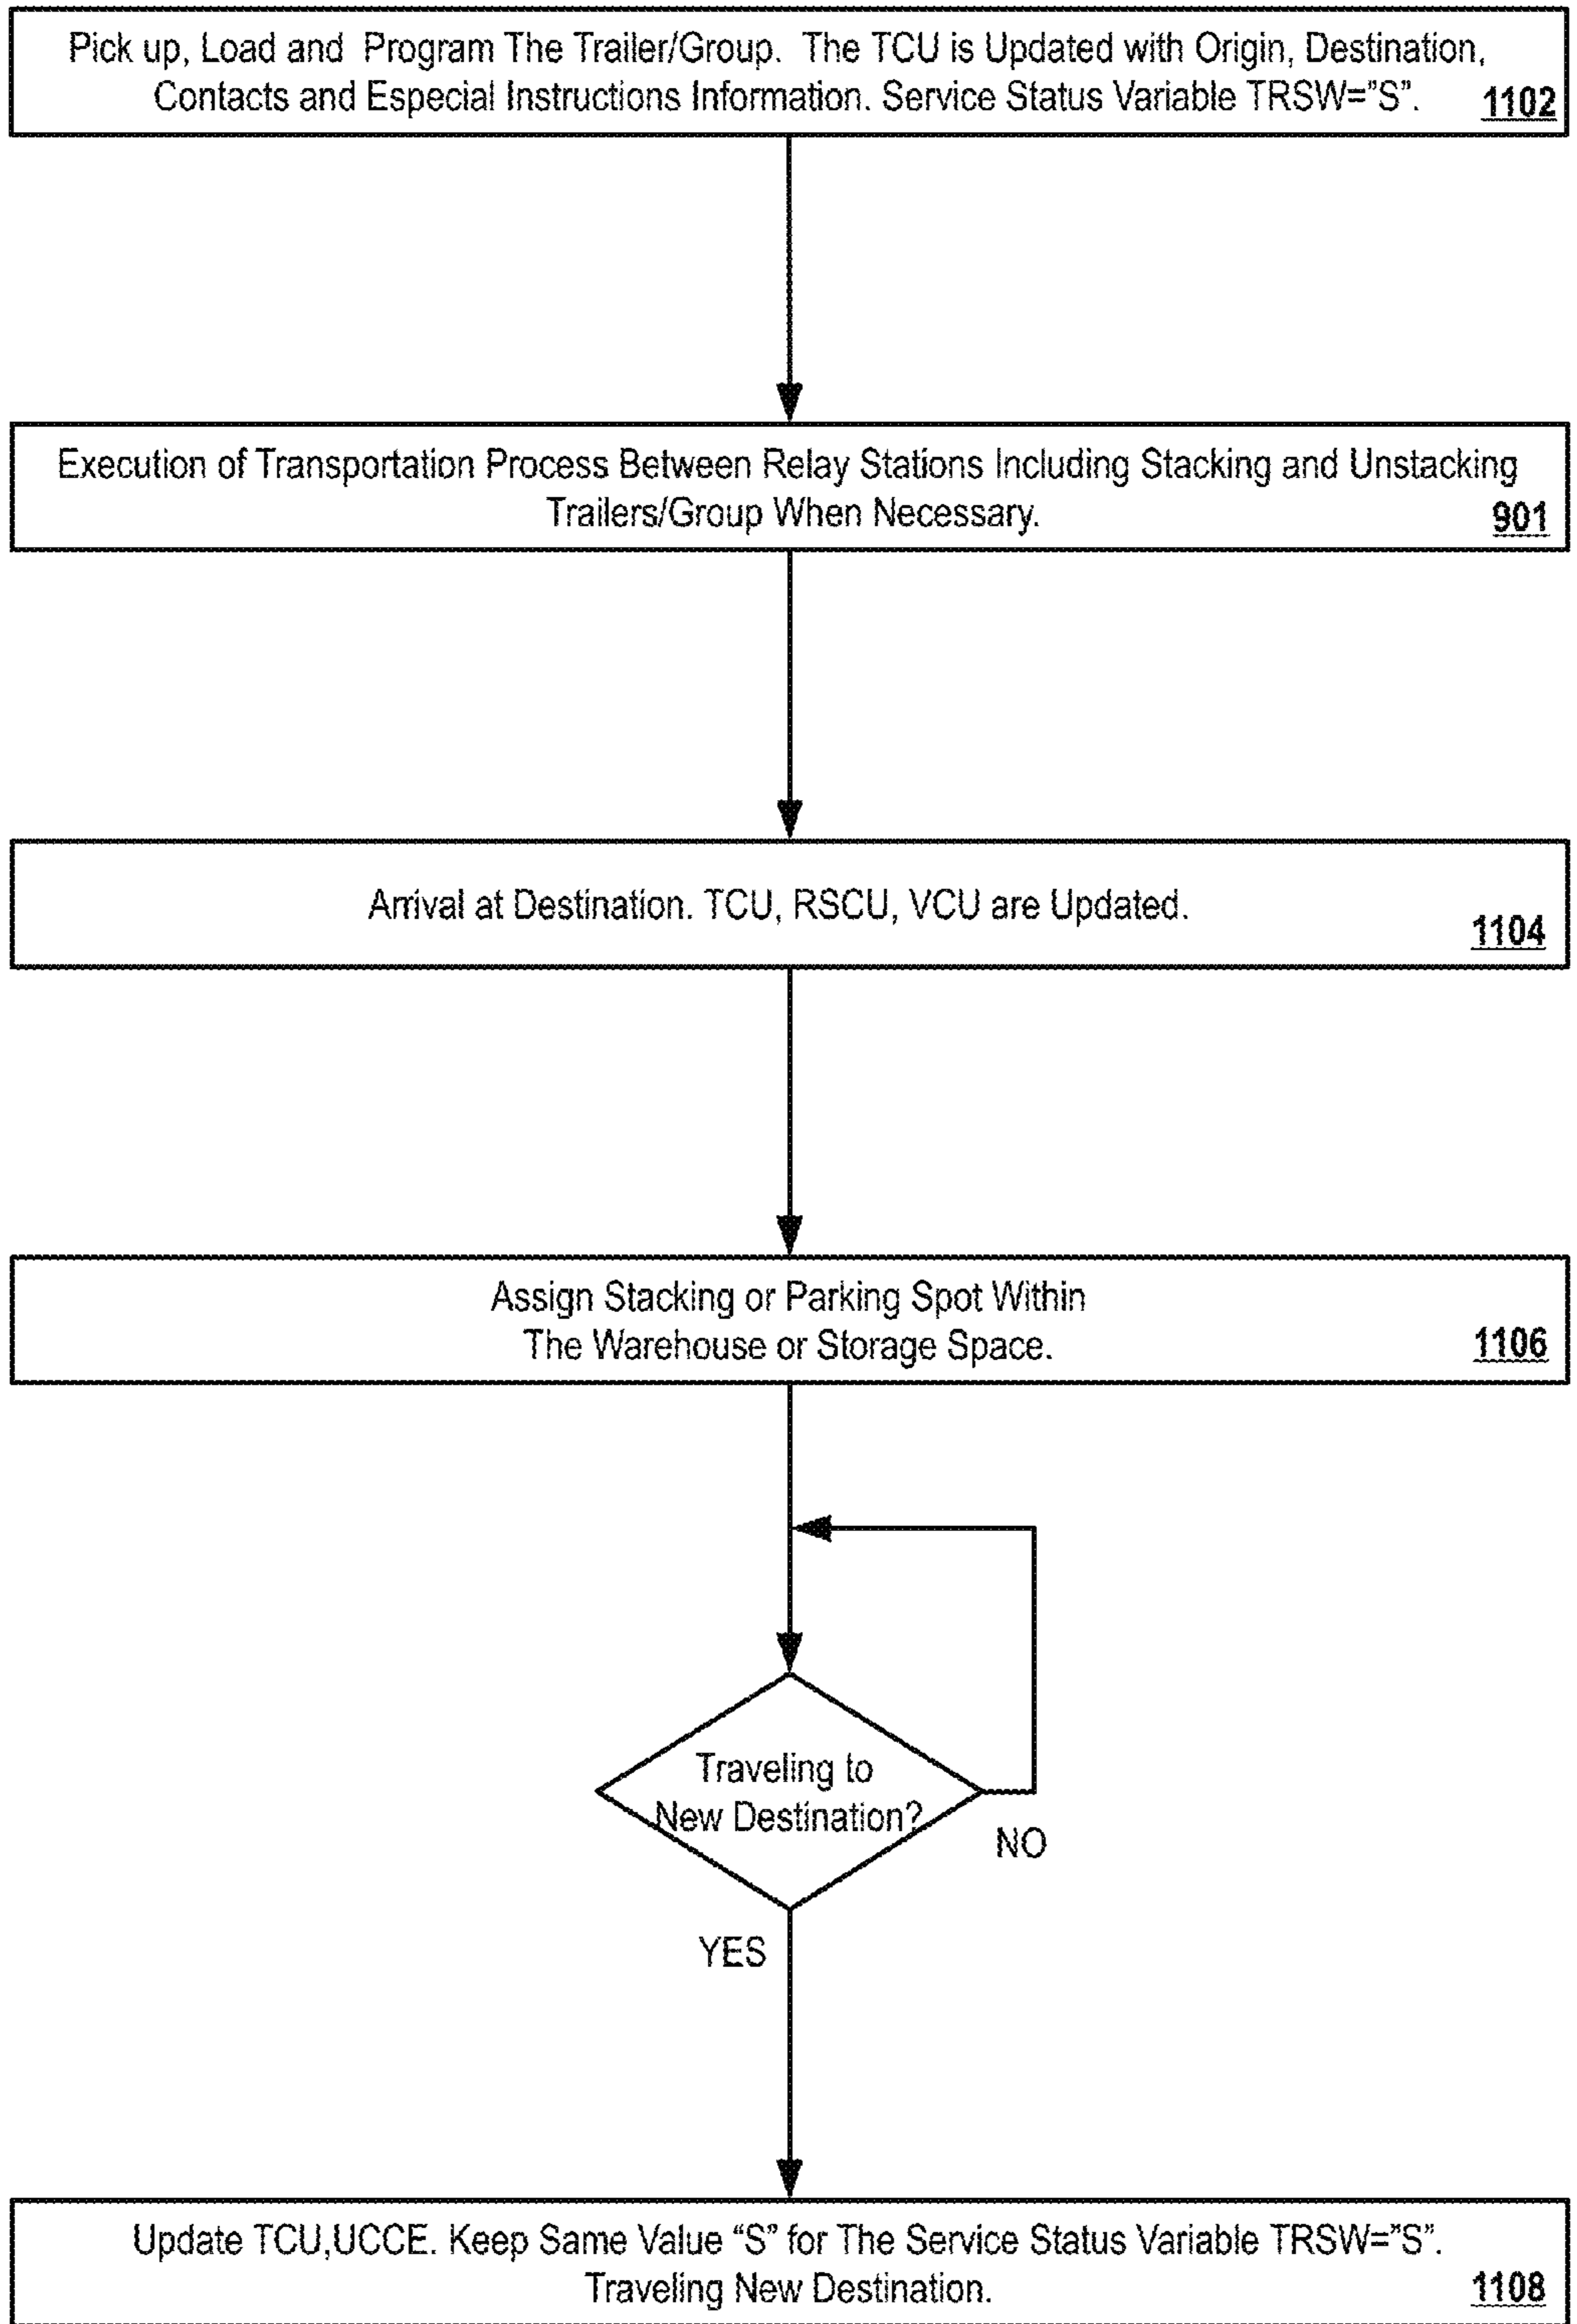 Pick up, Load and Program The Trailer/Group. The TCU is Updated with Origin, Destination,
Contacts and Especial Instructions Information. Service Status Variable TRSW=”S”. 1102
Execution of Transportation Process Between Relay Stations Including Stacking and Unstacking
Trailers/Group When Necessary. 901
Arrival at Destination. TCU, RSCU, VCU are Updated.
1104
Assign Stacking or Parking Spot Within
The Warehouse or Storage Space. 1106
Traveling to
New Destination?
NO
YES
Update TCU,UCCE. Keep Same Value “S” for The Service Status Variable TRSW=”S”.
Traveling New Destination. 1108